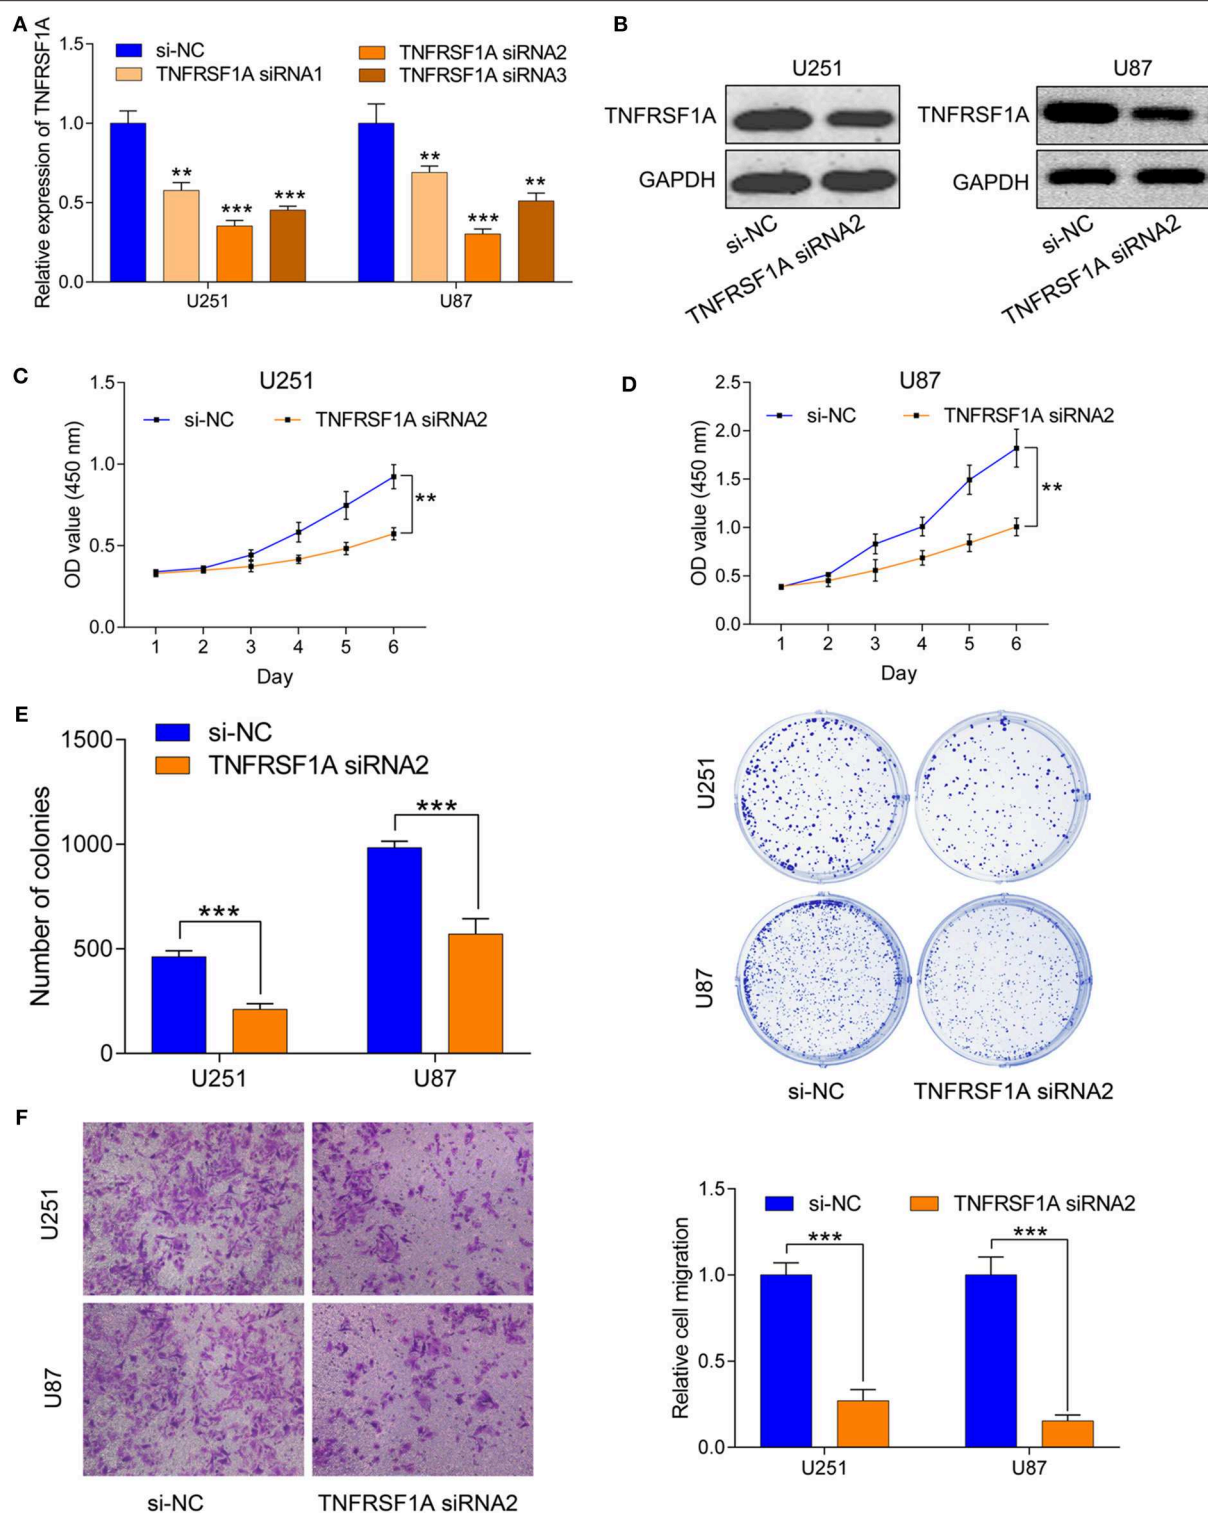 A
Relative expression of TNFRSF1A
1.5
1.0
0.5
0.0
si-NC
TNFRSF1A siRNA1
TNFRSF1A siRNA2
TNFRSF1A siRNA3
**
***
***
**
***
**
U251
U87
B
U251
U87
TNFRSF1A
TNFRSF1A
GAPDH
GAPDH
si-NC
TNFRSF1A siRNA2
si-NC
TNFRSF1A siRNA2
C
U251
OD value (450 nm)
1.5
1.0
0.5
0.0
si-NC
TNFRSF1A siRNA2
**
1 2 3 4 5 6
Day
D
U87
OD value (450 nm)
2.5
2.0
1.5
1.0
0.5
0.0
si-NC
TNFRSF1A siRNA2
**
1 2 3 4 5 6
Day
E
Number of colonies
1500
1000
500
0
si-NC
TNFRSF1A siRNA2
***
***
U251
U87
U251
U87
si-NC
TNFRSF1A siRNA2
F
U251
U87
si-NC
TNFRSF1A siRNA2
Relative cell migration
1.5
1.0
0.5
0.0
si-NC
TNFRSF1A siRNA2
***
***
U251
U87